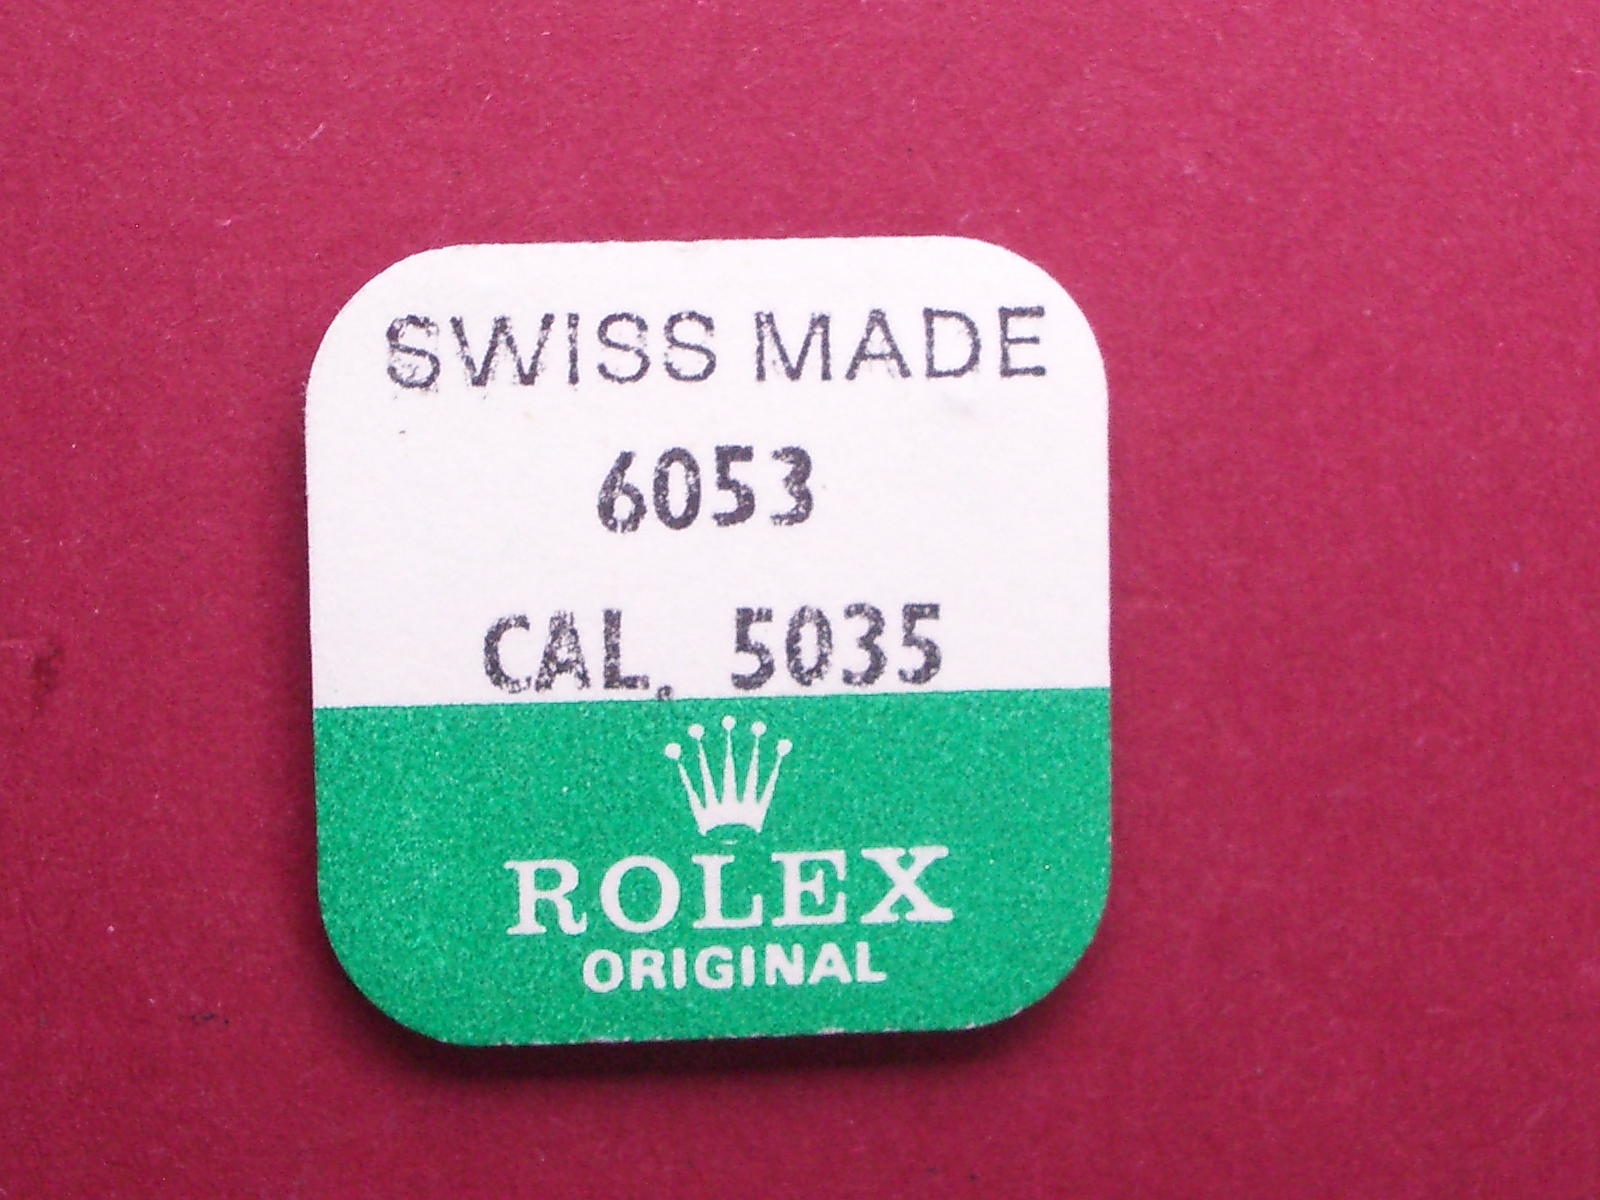 SWISS MADE
6053
CAL. 5035
ROLEX
ORIGINAL